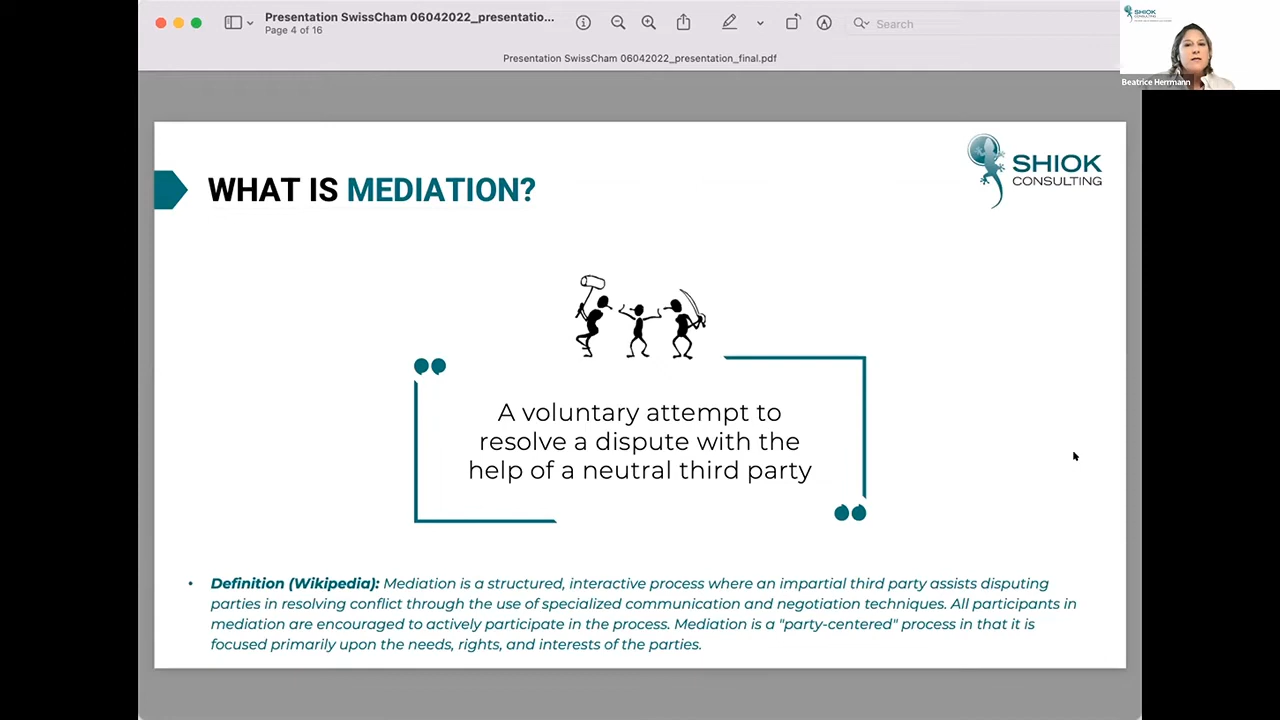 Presentation SwissCham 06042022_presentatio...
Page 4 of 16
Search
Presentation SwissCham 06042022_presentation_final.pdf
SHIOK
CONSULTING
Beatrice Herrmann
SHIOK
CONSULTING
WHAT IS MEDIATION?
A voluntary attempt to
resolve a dispute with the
help of a neutral third party
• Definition (Wikipedia): Mediation is a structured, interactive process where an impartial third party assists disputing
parties in resolving conflict through the use of specialized communication and negotiation techniques. All participants in
mediation are encouraged to actively participate in the process. Mediation is a "party-centered" process in that it is
focused primarily upon the needs, rights, and interests of the parties.